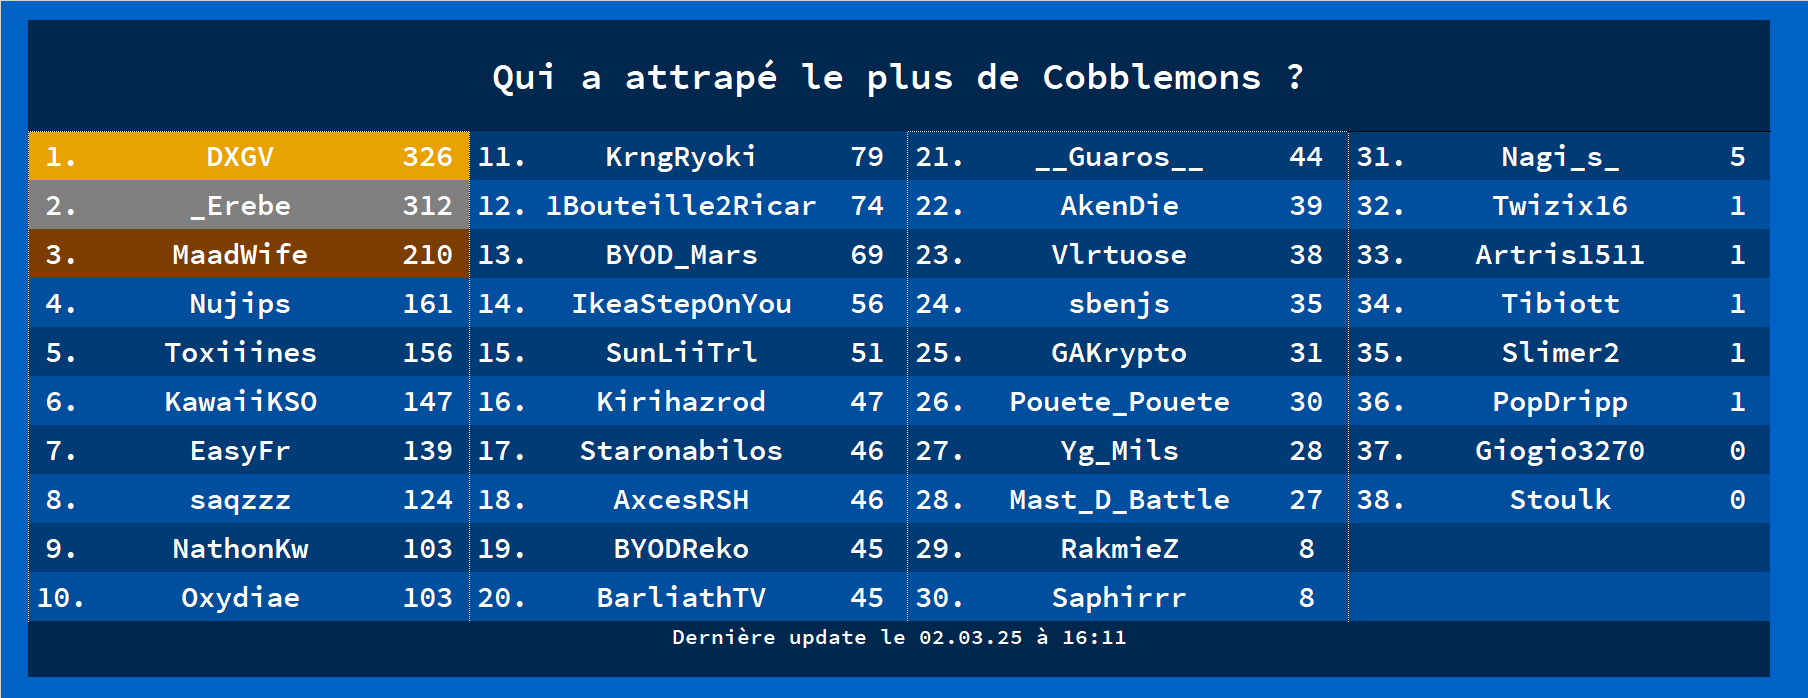 Qui a attrapé le plus de Cobblemons ?
1. DXGV 326
2. _Erebe 312
3. MaadWife 210
4. Nujips 161
5. Toxiiines 156
6. KawaiiKSO 147
7. EasyFr 139
8. saqzzz 124
9. NathonKw 103
10. Oxydiae 103
11. KrngRyoki 79
12. 1Bouteille2Ricar 74
13. BYOD_Mars 69
14. IkeaStepOnYou 56
15. SunLiiTrl 51
16. Kirihazrod 47
17. Staronabilos 46
18. AxcesRSH 46
19. BYODReko 45
20. BarliathTV 45
21. __Guaros__ 44
22. AkenDie 39
23. Vlrtuose 38
24. sbenjs 35
25. GAKrypto 31
26. Pouete_Pouete 30
27. Yg_Mils 28
28. Mast_D_Battle 27
29. RakmieZ 8
30. Saphirrr 8
31. Nagi_s_ 5
32. Twizix16 1
33. Artris1511 1
34. Tibiott 1
35. Slimer2 1
36. PopDripp 1
37. Giogio3270 0
38. Stoulk 0
Dernière update le 02.03.25 à 16:11